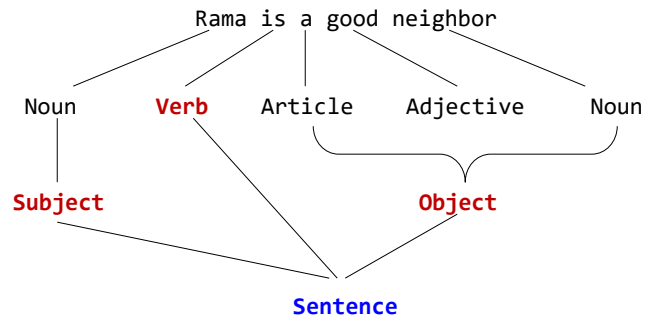 Rama is a good neighbor
Noun Verb Article Adjective Noun
Subject Object
Sentence